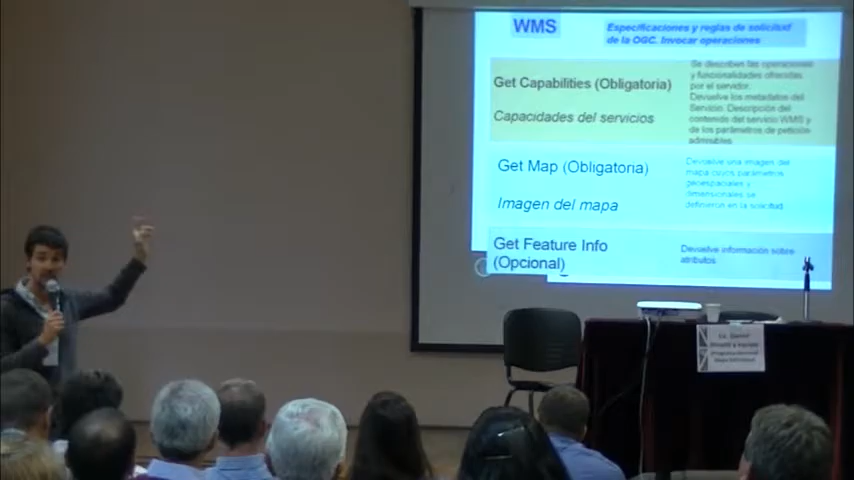 WMS
Especificaciones y reglas de solicitud
de la OGC. Invocar operaciones
Get Capabilities (Obligatoria)
Capacidades del servicios
Se describen las operaciones
y funcionalidades ofrecidas
por el servidor.
Devuelve los metadatos del
Servicio. Descripción del
contenido del servicio WMS y
de los parámetros de petición
admisibles
Get Map (Obligatoria)
Imagen del mapa
Devuelve una imagen del
mapa cuyos parámetros
geoespaciales y
dimensionales se
definieron en la solicitud
Get Feature Info
(Opcional)
Devuelve información sobre
atributos
Lic. Daniel